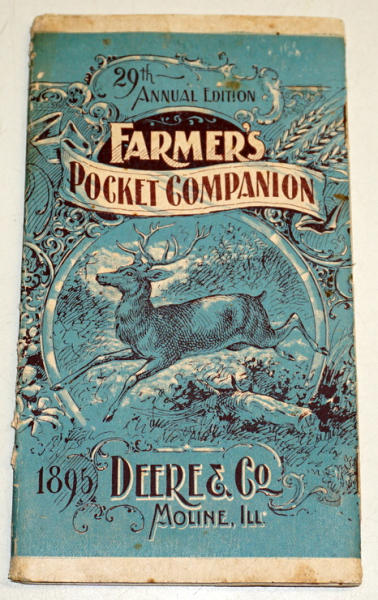 29th
ANNUAL EDITION
FARMER'S
POCKET COMPANION
1895 DEERE & CO
MOLINE, ILL